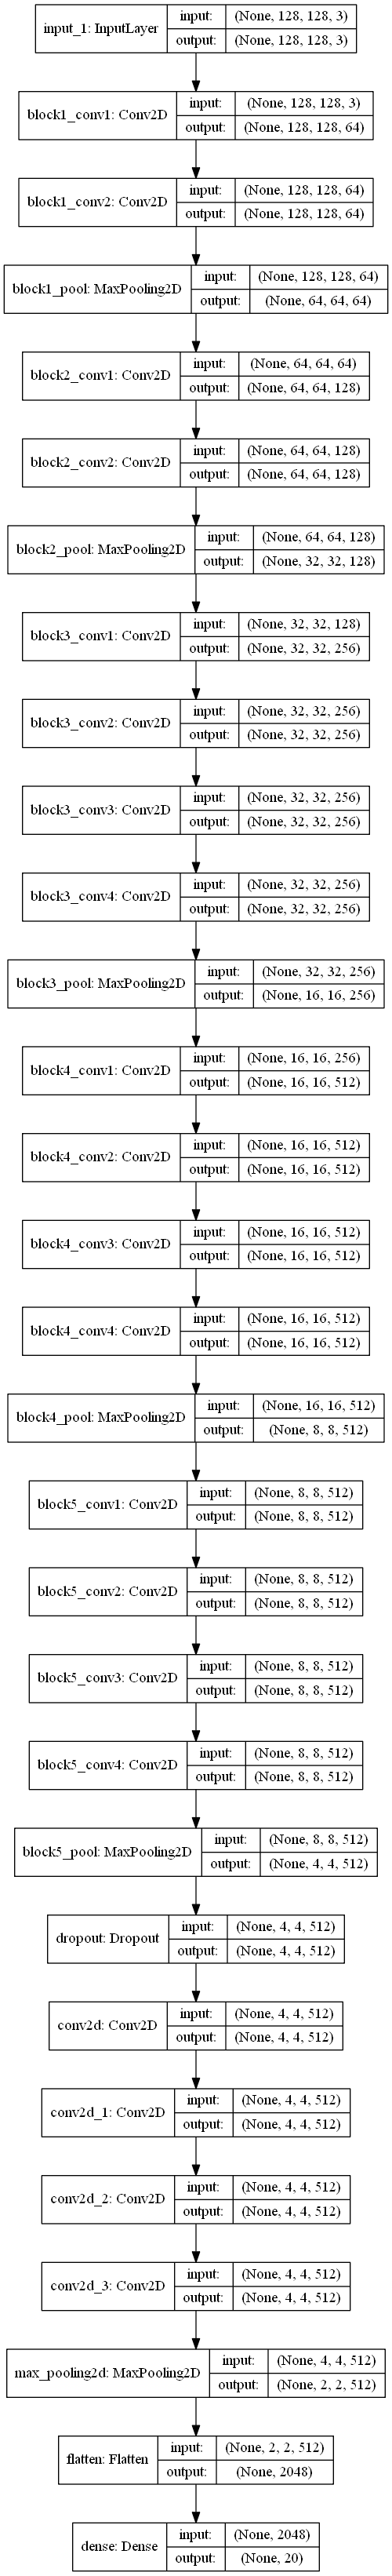 input_1: InputLayer
input: (None, 128, 128, 3)
output: (None, 128, 128, 3)
block1_conv1: Conv2D
input: (None, 128, 128, 3)
output: (None, 128, 128, 64)
block1_conv2: Conv2D
input: (None, 128, 128, 64)
output: (None, 128, 128, 64)
block1_pool: MaxPooling2D
input: (None, 128, 128, 64)
output: (None, 64, 64, 64)
block2_conv1: Conv2D
input: (None, 64, 64, 64)
output: (None, 64, 64, 128)
block2_conv2: Conv2D
input: (None, 64, 64, 128)
output: (None, 64, 64, 128)
block2_pool: MaxPooling2D
input: (None, 64, 64, 128)
output: (None, 32, 32, 128)
block3_conv1: Conv2D
input: (None, 32, 32, 128)
output: (None, 32, 32, 256)
block3_conv2: Conv2D
input: (None, 32, 32, 256)
output: (None, 32, 32, 256)
block3_conv3: Conv2D
input: (None, 32, 32, 256)
output: (None, 32, 32, 256)
block3_conv4: Conv2D
input: (None, 32, 32, 256)
output: (None, 32, 32, 256)
block3_pool: MaxPooling2D
input: (None, 32, 32, 256)
output: (None, 16, 16, 256)
block4_conv1: Conv2D
input: (None, 16, 16, 256)
output: (None, 16, 16, 512)
block4_conv2: Conv2D
input: (None, 16, 16, 512)
output: (None, 16, 16, 512)
block4_conv3: Conv2D
input: (None, 16, 16, 512)
output: (None, 16, 16, 512)
block4_conv4: Conv2D
input: (None, 16, 16, 512)
output: (None, 16, 16, 512)
block4_pool: MaxPooling2D
input: (None, 16, 16, 512)
output: (None, 8, 8, 512)
block5_conv1: Conv2D
input: (None, 8, 8, 512)
output: (None, 8, 8, 512)
block5_conv2: Conv2D
input: (None, 8, 8, 512)
output: (None, 8, 8, 512)
block5_conv3: Conv2D
input: (None, 8, 8, 512)
output: (None, 8, 8, 512)
block5_conv4: Conv2D
input: (None, 8, 8, 512)
output: (None, 8, 8, 512)
block5_pool: MaxPooling2D
input: (None, 8, 8, 512)
output: (None, 4, 4, 512)
dropout: Dropout
input: (None, 4, 4, 512)
output: (None, 4, 4, 512)
conv2d: Conv2D
input: (None, 4, 4, 512)
output: (None, 4, 4, 512)
conv2d_1: Conv2D
input: (None, 4, 4, 512)
output: (None, 4, 4, 512)
conv2d_2: Conv2D
input: (None, 4, 4, 512)
output: (None, 4, 4, 512)
conv2d_3: Conv2D
input: (None, 4, 4, 512)
output: (None, 4, 4, 512)
max_pooling2d: MaxPooling2D
input: (None, 4, 4, 512)
output: (None, 2, 2, 512)
flatten: Flatten
input: (None, 2, 2, 512)
output: (None, 2048)
dense: Dense
input: (None, 2048)
output: (None, 20)